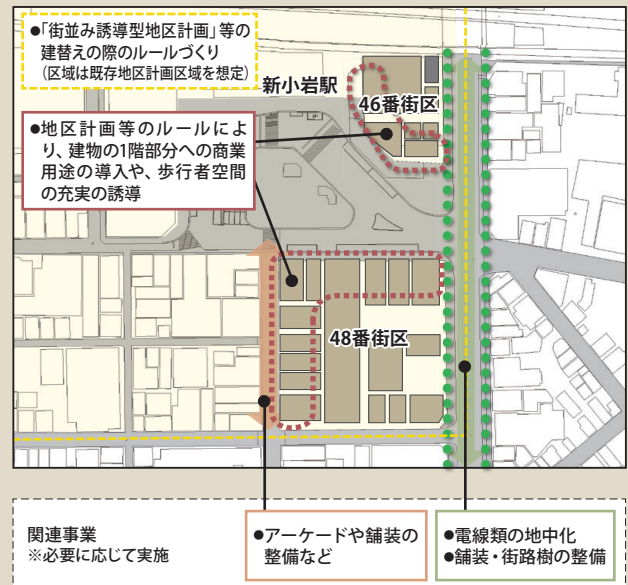 ●「街並み誘導型地区計画」等の
建替えの際のルールづくり
(区域は既存地区計画区域を想定)
新小岩駅
46番街区
●地区計画等のルールによ
り、建物の1階部分への商業
用途の導入や、歩行者空間
の充実の誘導
48番街区
関連事業
※必要に応じて実施
●アーケードや舗装の
整備など
●電線類の地中化
●舗装・街路樹の整備